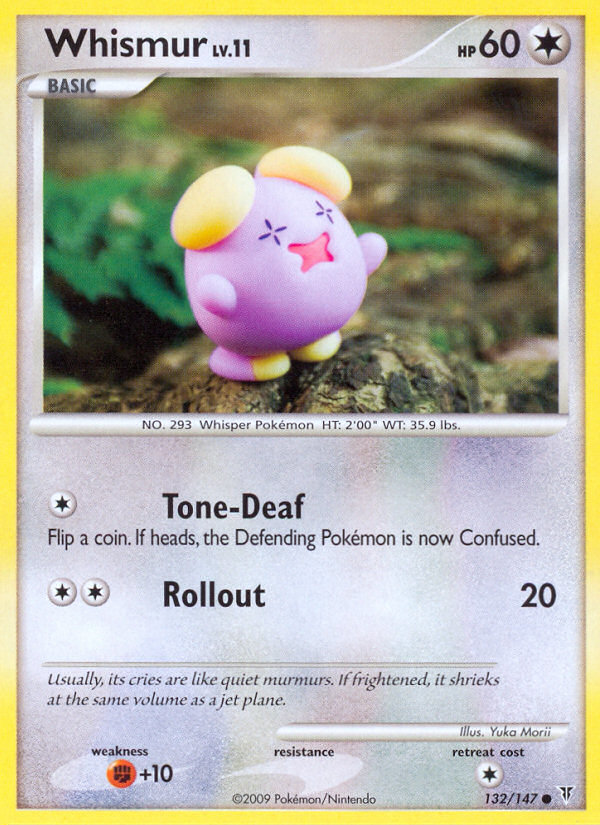 Whismur LV.11
HP 60
BASIC
NO. 293 Whisper Pokémon HT: 2'00" WT: 35.9 lbs.
Tone-Deaf
Flip a coin. If heads, the Defending Pokémon is now Confused.
Rollout 20
Usually, its cries are like quiet murmurs. If frightened, it shrieks
at the same volume as a jet plane.
Illus. Yuka Morii
weakness resistance retreat cost
+10
©2009 Pokémon/Nintendo 132/147